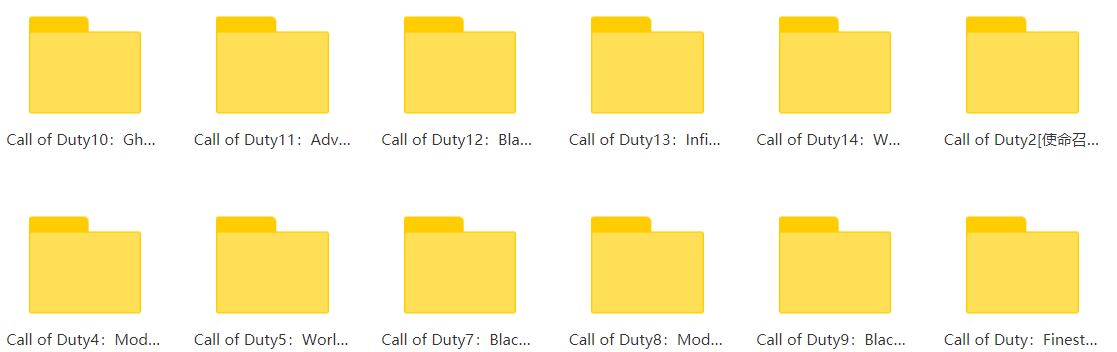 Call of Duty10：Gh...
Call of Duty11：Adv...
Call of Duty12：Bla...
Call of Duty13：Infi...
Call of Duty14：W...
Call of Duty2[使命召...
Call of Duty4：Mod...
Call of Duty5：Worl...
Call of Duty7：Blac...
Call of Duty8：Mod...
Call of Duty9：Blac...
Call of Duty：Finest...